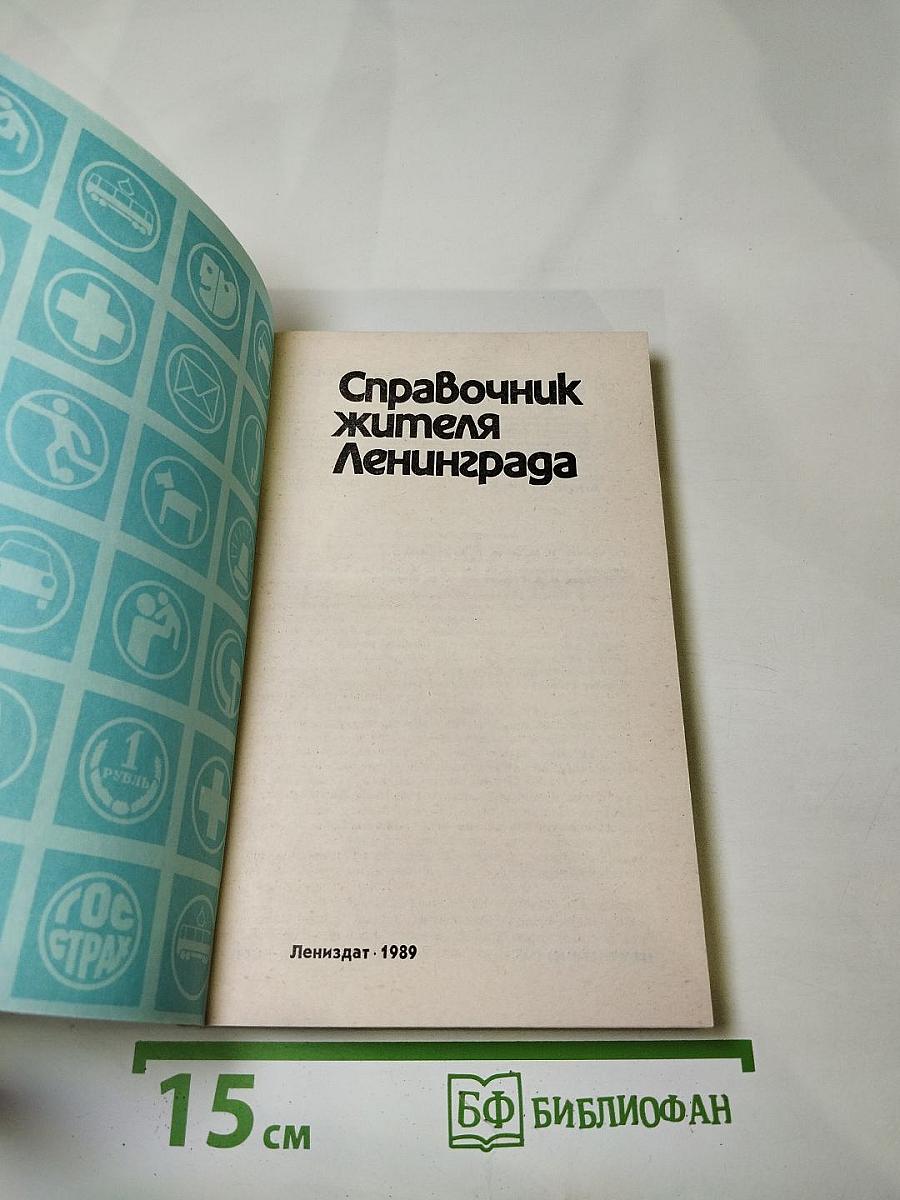 Справочник
жителя
Ленинграда
Лениздат · 1989
1
РУБЛЬ
ГОС
СТРАХ
15 см
БФ БИБЛИОФАН